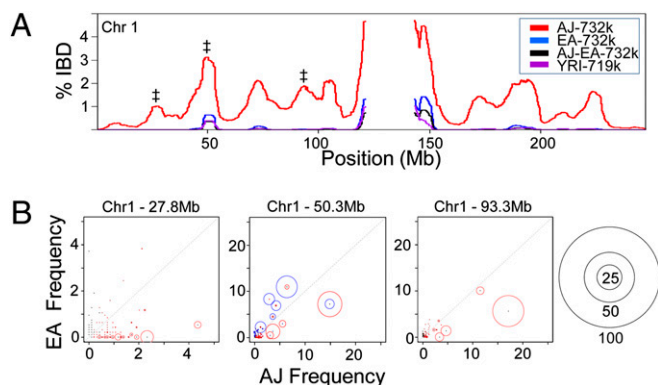 A
Chr 1
AJ-732k
EA-732k
AJ-EA-732k
YRI-719k
% IBD
4
3
2
1
‡
‡
‡
50
100
150
200
Position (Mb)
B
Chr1 - 27.8Mb
Chr1 - 50.3Mb
Chr1 - 93.3Mb
EA Frequency
4
2
0
0
2
4
20
10
0
0
10
20
20
10
0
0
10
20
AJ Frequency
25
50
100